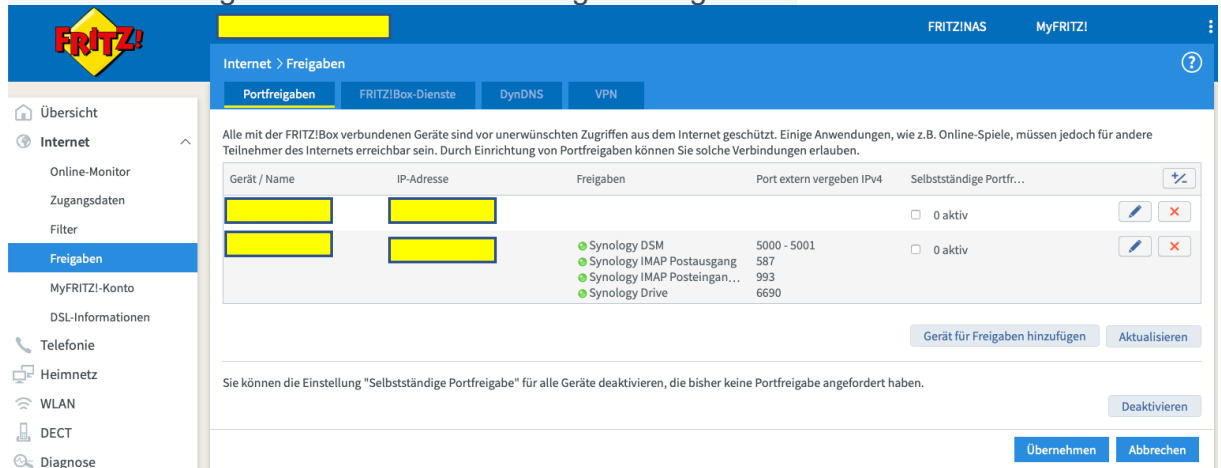 FRITZ!
FRITZ!NAS MyFRITZ!
Internet > Freigaben
Portfreigaben FRITZ!Box-Dienste DynDNS VPN
Übersicht
Internet
Online-Monitor
Zugangsdaten
Filter
Freigaben
MyFRITZ!-Konto
DSL-Informationen
Telefonie
Heimnetz
WLAN
DECT
Diagnose
Alle mit der FRITZ!Box verbundenen Geräte sind vor unerwünschten Zugriffen aus dem Internet geschützt. Einige Anwendungen, wie z.B. Online-Spiele, müssen jedoch für andere
Teilnehmer des Internets erreichbar sein. Durch Einrichtung von Portfreigaben können Sie solche Verbindungen erlauben.
Gerät / Name IP-Adresse Freigaben Port extern vergeben IPv4 Selbstständige Portfr...
0 aktiv
Synology DSM 5000 - 5001 0 aktiv
Synology IMAP Postausgang 587
Synology IMAP Posteingan... 993
Synology Drive 6690
Gerät für Freigaben hinzufügen Aktualisieren
Sie können die Einstellung "Selbstständige Portfreigabe" für alle Geräte deaktivieren, die bisher keine Portfreigabe angefordert haben.
Deaktivieren
Übernehmen Abbrechen